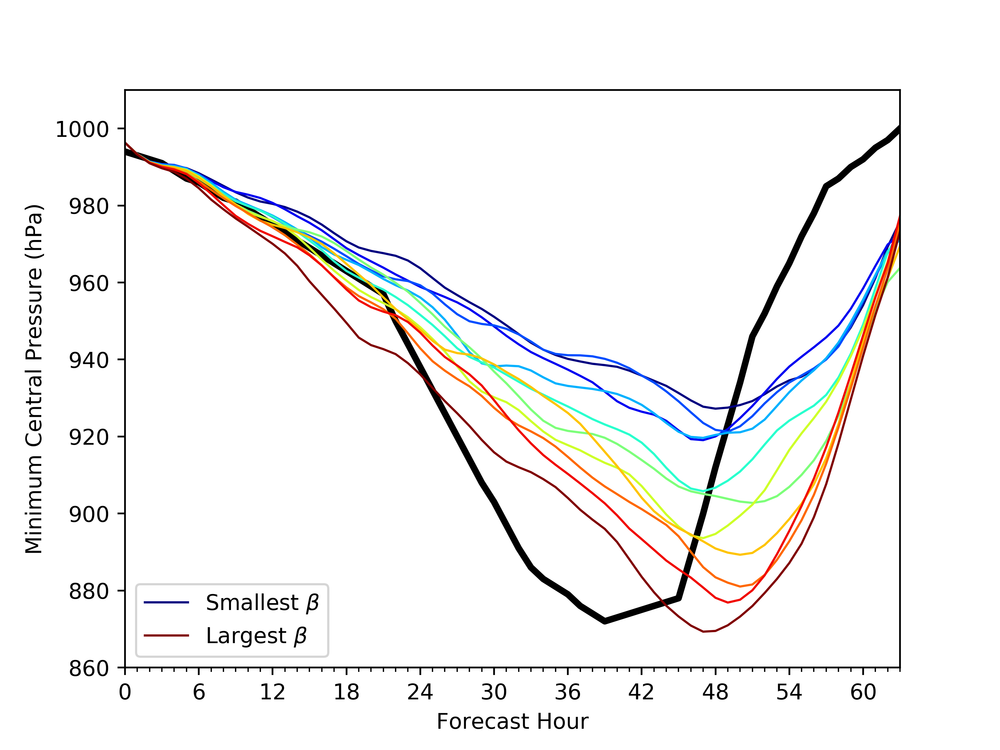 Minimum Central Pressure (hPa)
1000
980
960
940
920
900
880
860
Smallest β
Largest β
0 6 12 18 24 30 36 42 48 54 60
Forecast Hour